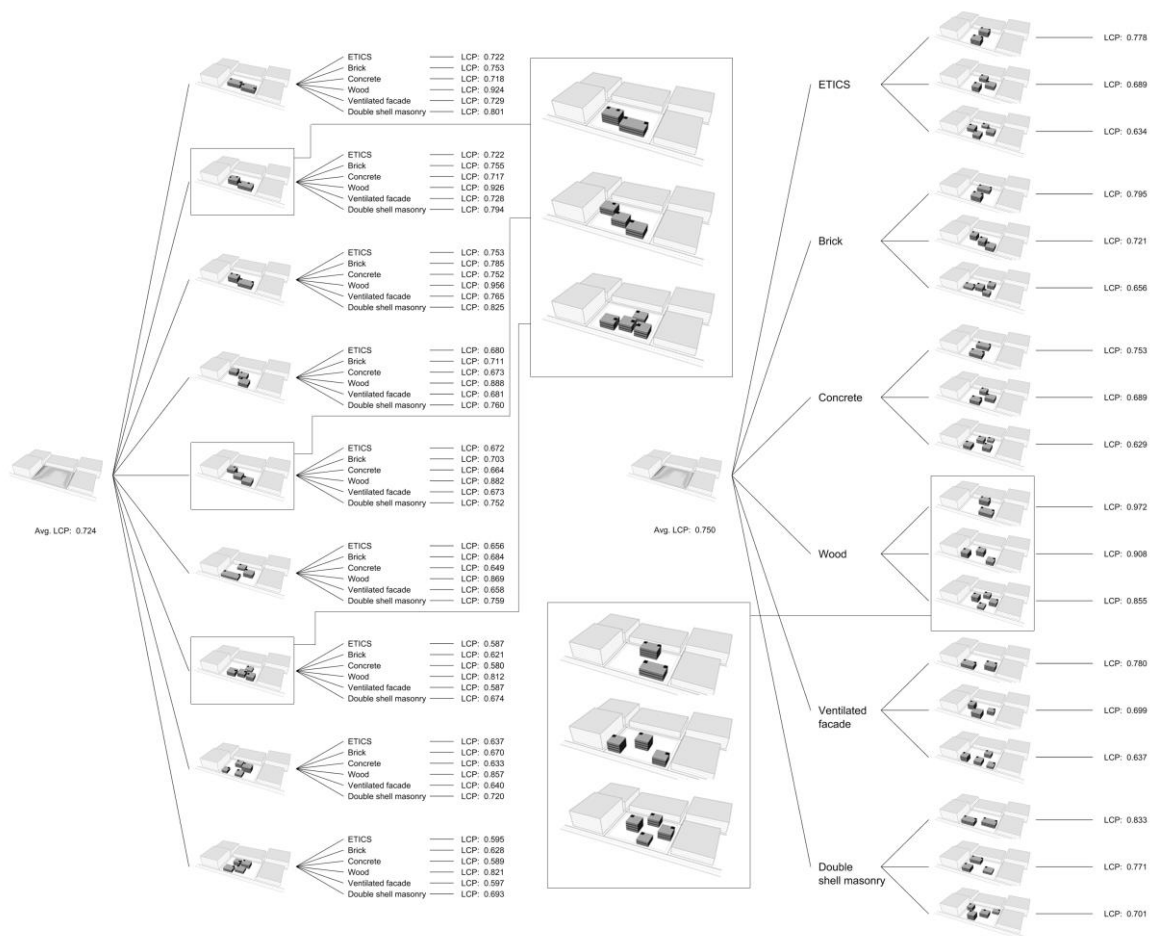 ETICS LCP: 0.722
Brick LCP: 0.753
Concrete LCP: 0.718
Wood LCP: 0.924
Ventilated facade LCP: 0.729
Double shell masonry LCP: 0.801
ETICS LCP: 0.722
Brick LCP: 0.755
Concrete LCP: 0.717
Wood LCP: 0.926
Ventilated facade LCP: 0.728
Double shell masonry LCP: 0.794
ETICS LCP: 0.753
Brick LCP: 0.785
Concrete LCP: 0.752
Wood LCP: 0.956
Ventilated facade LCP: 0.765
Double shell masonry LCP: 0.825
ETICS LCP: 0.680
Brick LCP: 0.711
Concrete LCP: 0.673
Wood LCP: 0.888
Ventilated facade LCP: 0.681
Double shell masonry LCP: 0.760
ETICS LCP: 0.672
Brick LCP: 0.703
Concrete LCP: 0.664
Wood LCP: 0.882
Ventilated facade LCP: 0.673
Double shell masonry LCP: 0.752
Avg. LCP: 0.724
ETICS LCP: 0.656
Brick LCP: 0.684
Concrete LCP: 0.649
Wood LCP: 0.869
Ventilated facade LCP: 0.658
Double shell masonry LCP: 0.759
ETICS LCP: 0.587
Brick LCP: 0.621
Concrete LCP: 0.580
Wood LCP: 0.812
Ventilated facade LCP: 0.587
Double shell masonry LCP: 0.674
ETICS LCP: 0.637
Brick LCP: 0.670
Concrete LCP: 0.633
Wood LCP: 0.857
Ventilated facade LCP: 0.640
Double shell masonry LCP: 0.720
ETICS LCP: 0.595
Brick LCP: 0.628
Concrete LCP: 0.589
Wood LCP: 0.821
Ventilated facade LCP: 0.597
Double shell masonry LCP: 0.693
Avg. LCP: 0.750
ETICS
LCP: 0.778
LCP: 0.689
LCP: 0.634
Brick
LCP: 0.795
LCP: 0.721
LCP: 0.656
Concrete
LCP: 0.753
LCP: 0.689
LCP: 0.629
Wood
LCP: 0.972
LCP: 0.908
LCP: 0.855
Ventilated
facade
LCP: 0.780
LCP: 0.699
LCP: 0.637
Double
shell masonry
LCP: 0.833
LCP: 0.771
LCP: 0.701